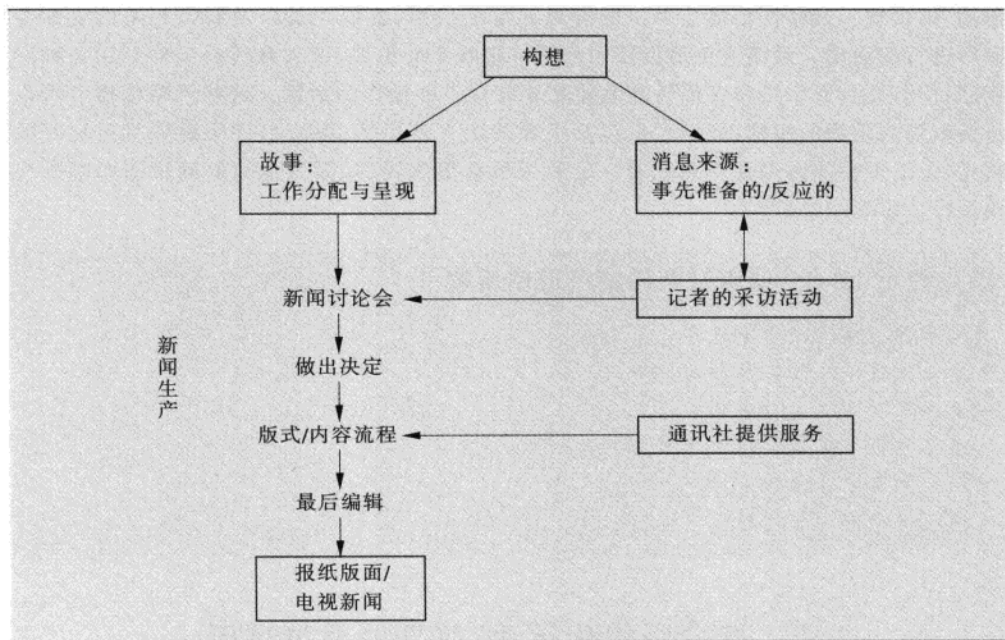 构想
故事：
工作分配与呈现
消息来源：
事先准备的/反应的
新闻讨论会
记者的采访活动
新闻生产
做出决定
版式/内容流程
通讯社提供服务
最后编辑
报纸版面/
电视新闻